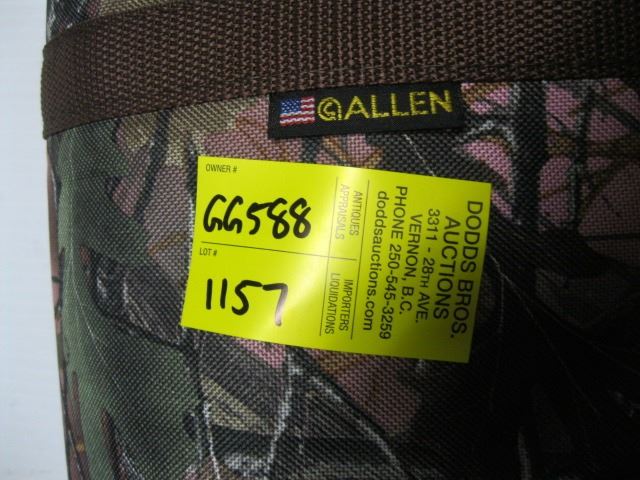 ALLEN
OWNER #
GG588
LOT #
1157
ANTIQUES
APPRAISALS
IMPORTERS
LIQUIDATIONS
DODDS BROS.
AUCTIONS
3311 - 28TH AVE.
VERNON, B.C.
PHONE 250-545-3259
doddsauctions.com